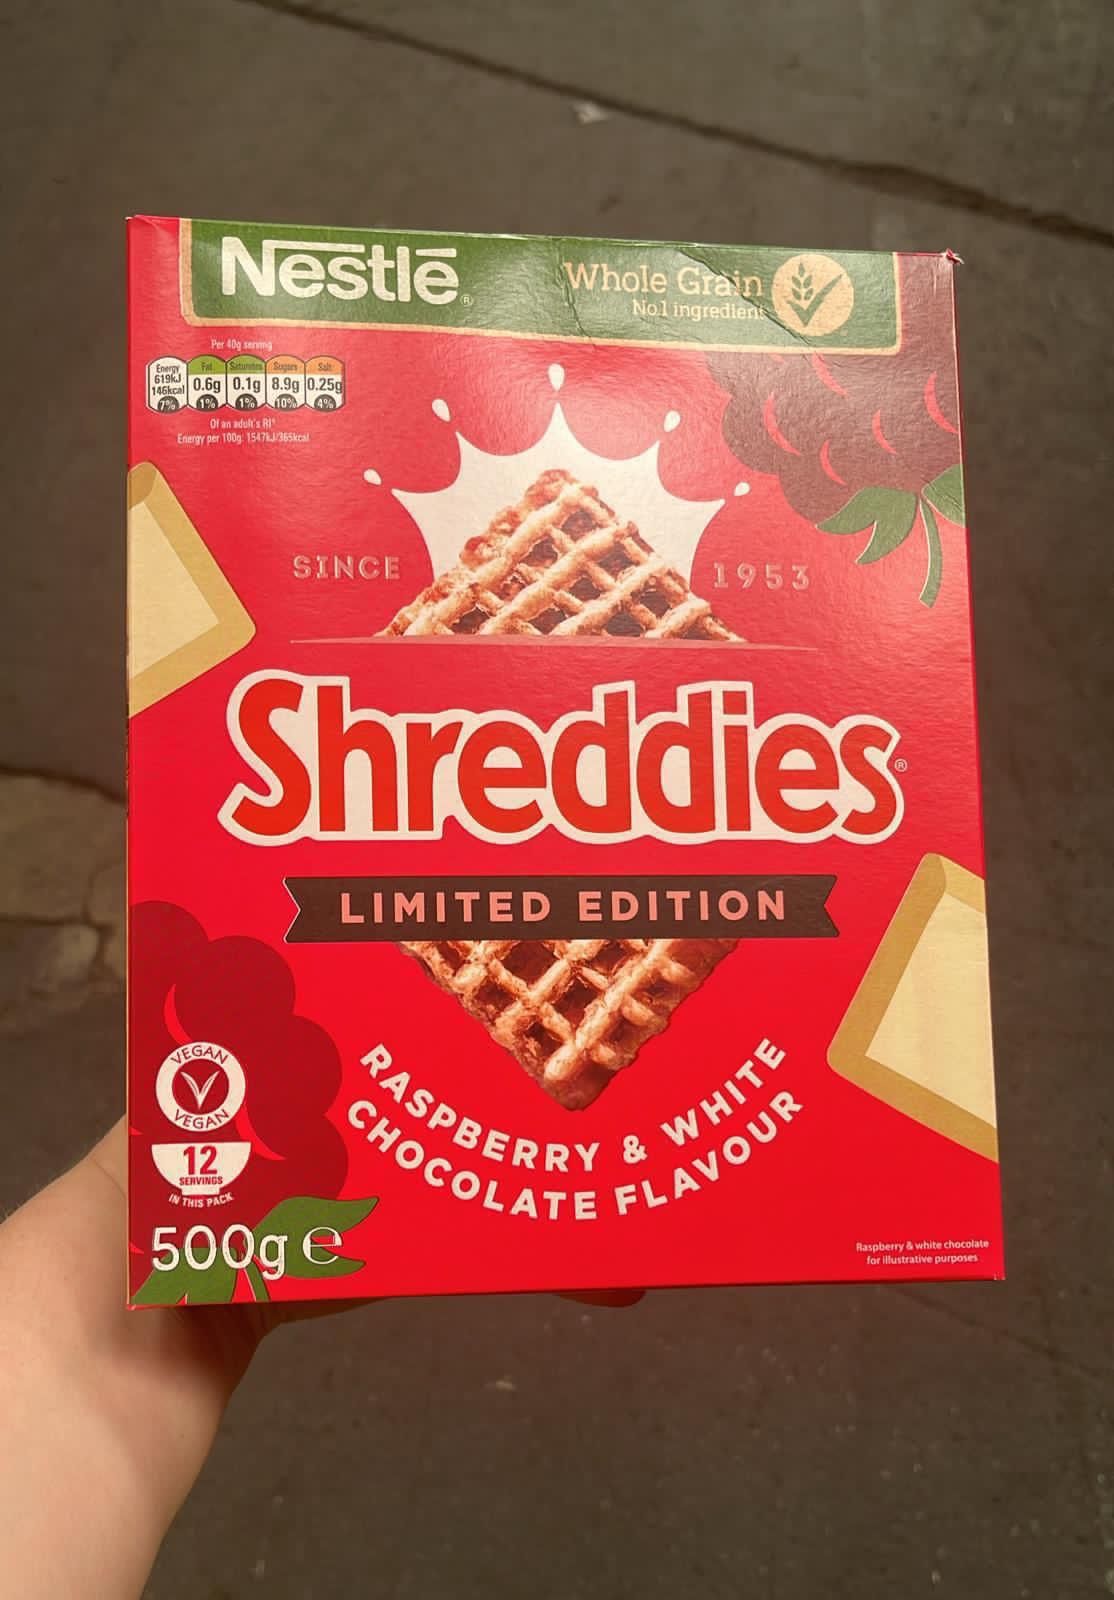 Nestlé®
Whole Grain
No.1 ingredient
Per 40g serving
Energy
619kJ
146kcal
7%
Fat
0.6g
1%
Saturates
0.1g
1%
Sugars
8.9g
10%
Salt
0.25g
4%
Of an adult's RI*
Energy per 100g: 1547kJ/365kcal
SINCE 1953
Shreddies®
LIMITED EDITION
RASPBERRY & WHITE
CHOCOLATE FLAVOUR
VEGAN
VEGAN
12
SERVINGS
IN THIS PACK
500g ℮
Raspberry & white chocolate
for illustrative purposes